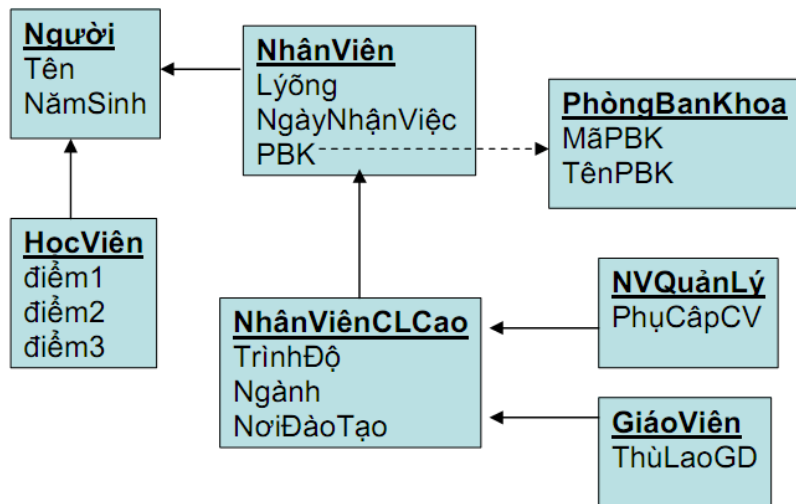 Người
Tên
NămSinh
NhânViên
Lýõng
NgàyNhậnViệc
PBK
PhòngBanKhoa
MãPBK
TênPBK
HọcViên
điểm1
điểm2
điểm3
NhânViênCLCao
TrìnhĐộ
Ngành
NơiĐàoTạo
NVQuảnLý
PhụCâpCV
GiáoViên
ThùLaoGD